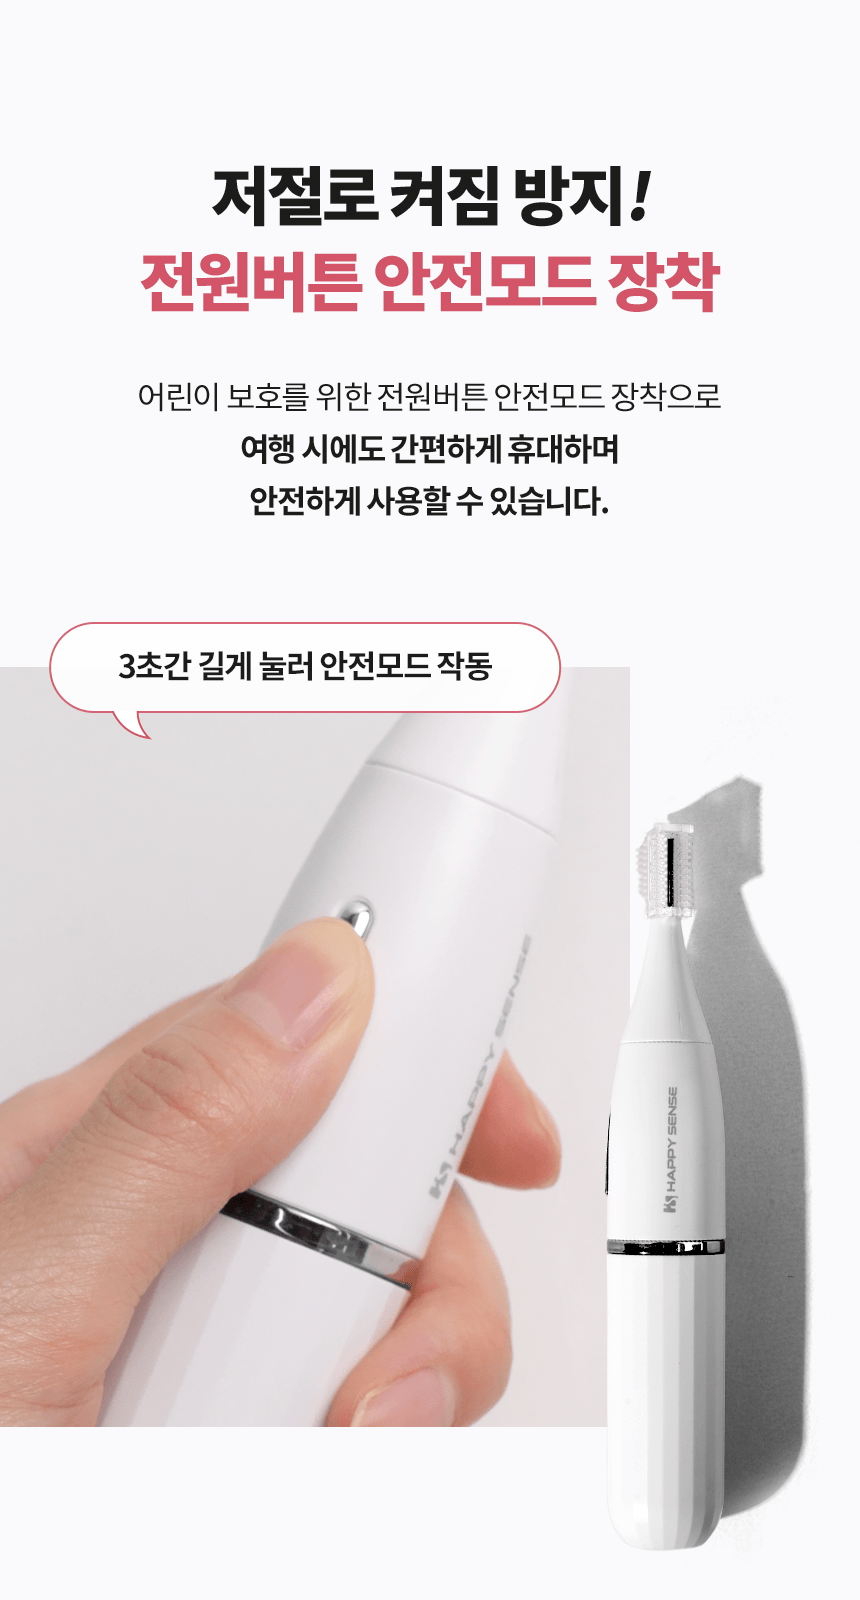 저절로 켜짐 방지!
전원버튼 안전모드 장착
어린이 보호를 위한 전원버튼 안전모드 장착으로
여행 시에도 간편하게 휴대하며
안전하게 사용할 수 있습니다.
3초간 길게 눌러 안전모드 작동
HAPPY SENSE
HAPPY SENSE